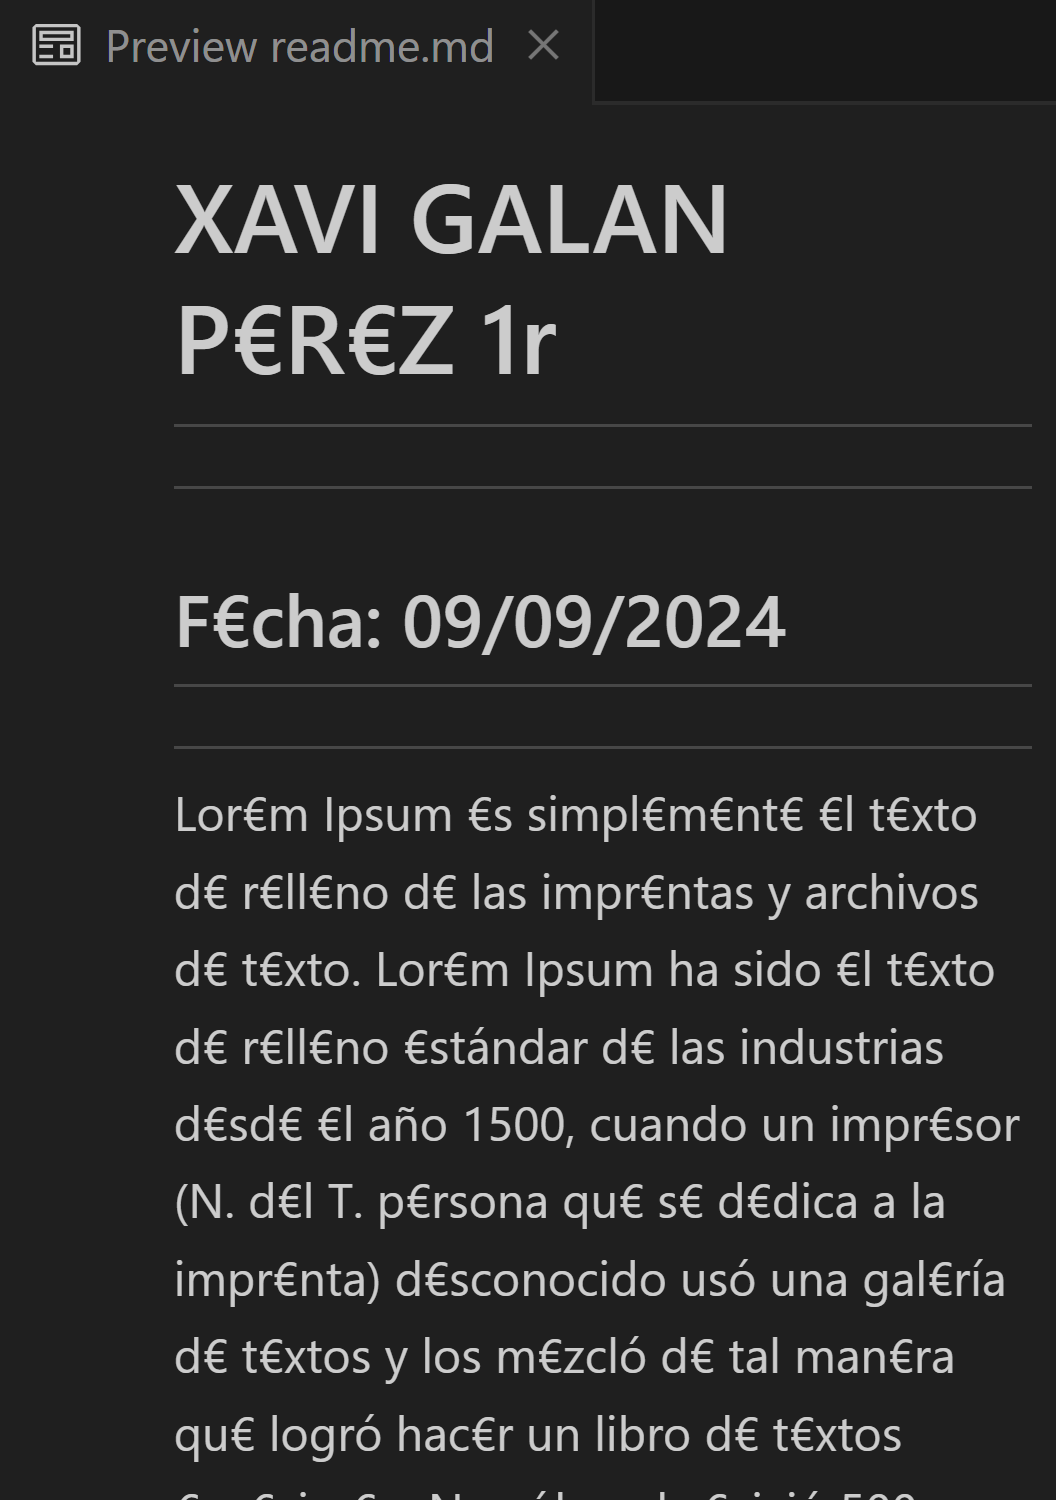 Preview readme.md
XAVI GALAN
P€R€Z 1r
F€cha: 09/09/2024
Lor€m Ipsum €s simpl€m€nt€ €l t€xto
d€ r€ll€no d€ las impr€ntas y archivos
d€ t€xto. Lor€m Ipsum ha sido €l t€xto
d€ r€ll€no €stándar d€ las industrias
d€sd€ €l año 1500, cuando un impr€sor
(N. d€l T. p€rsona qu€ s€ d€dica a la
impr€nta) d€sconocido usó una gal€ría
d€ t€xtos y los m€zcló d€ tal man€ra
qu€ logró hac€r un libro d€ t€xtos